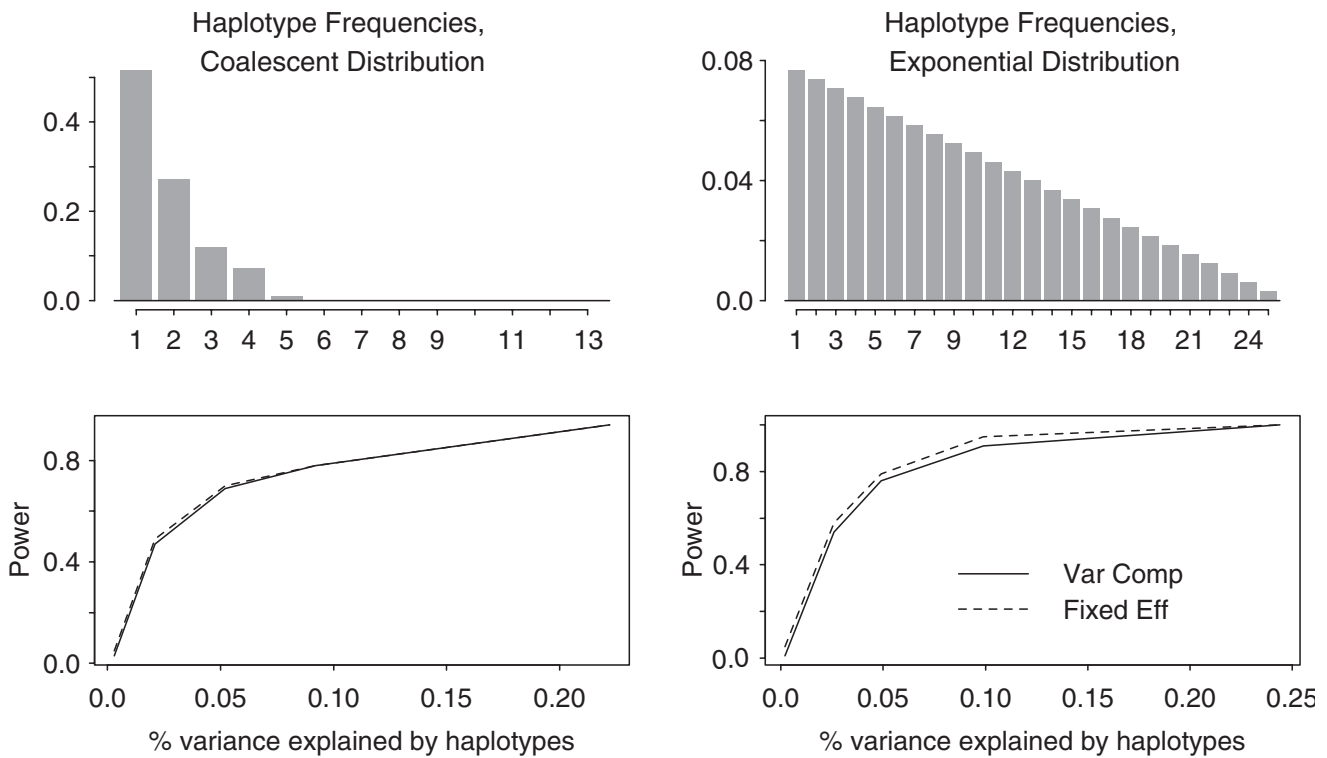 Haplotype Frequencies,
Coalescent Distribution
0.4
0.2
0.0
1 2 3 4 5 6 7 8 9 11 13
Haplotype Frequencies,
Exponential Distribution
0.08
0.04
0.0
1 3 5 7 9 12 15 18 21 24
Power
0.8
0.4
0.0
0.0 0.05 0.10 0.15 0.20
% variance explained by haplotypes
Power
0.8
0.4
0.0
Var Comp
Fixed Eff
0.0 0.05 0.10 0.15 0.20 0.25
% variance explained by haplotypes